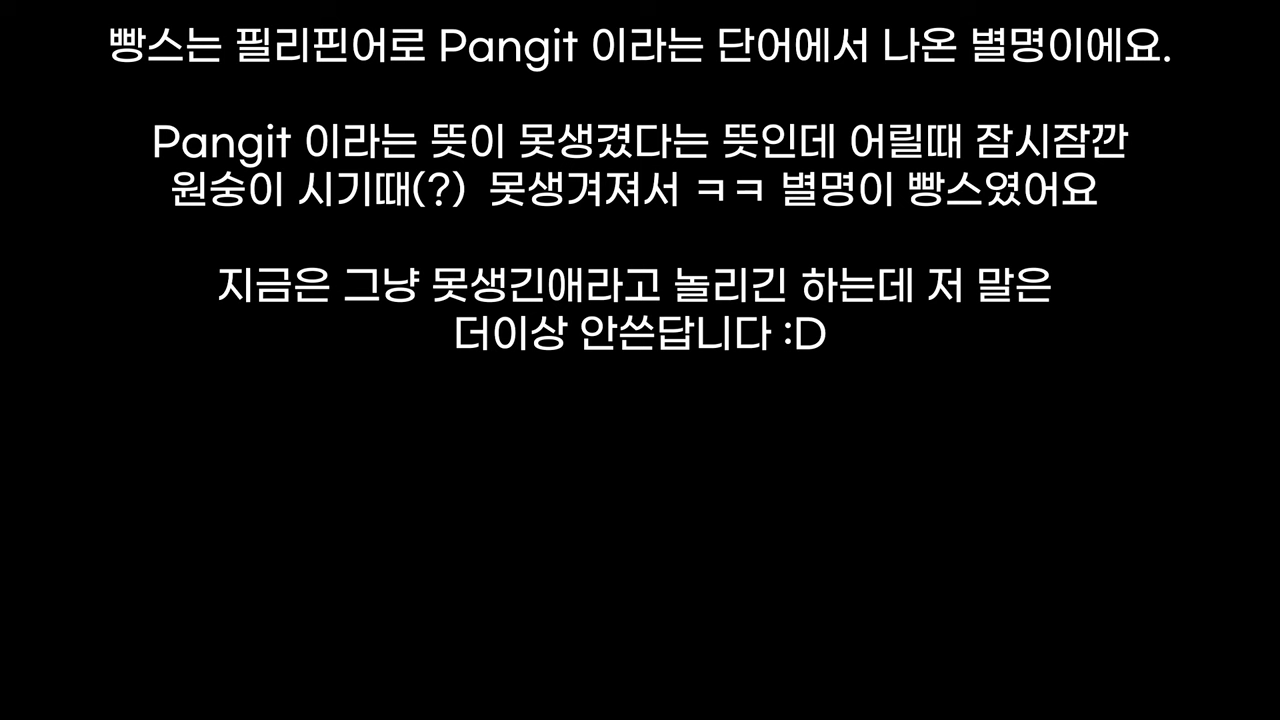 빵스는 필리핀어로 Pangit 이라는 단어에서 나온 별명이에요.
Pangit 이라는 뜻이 못생겼다는 뜻인데 어릴때 잠시잠깐
원숭이 시기때(?) 못생겨져서 ㅋㅋ 별명이 빵스였어요
지금은 그냥 못생긴애라고 놀리긴 하는데 저 말은
더이상 안쓴답니다 :D